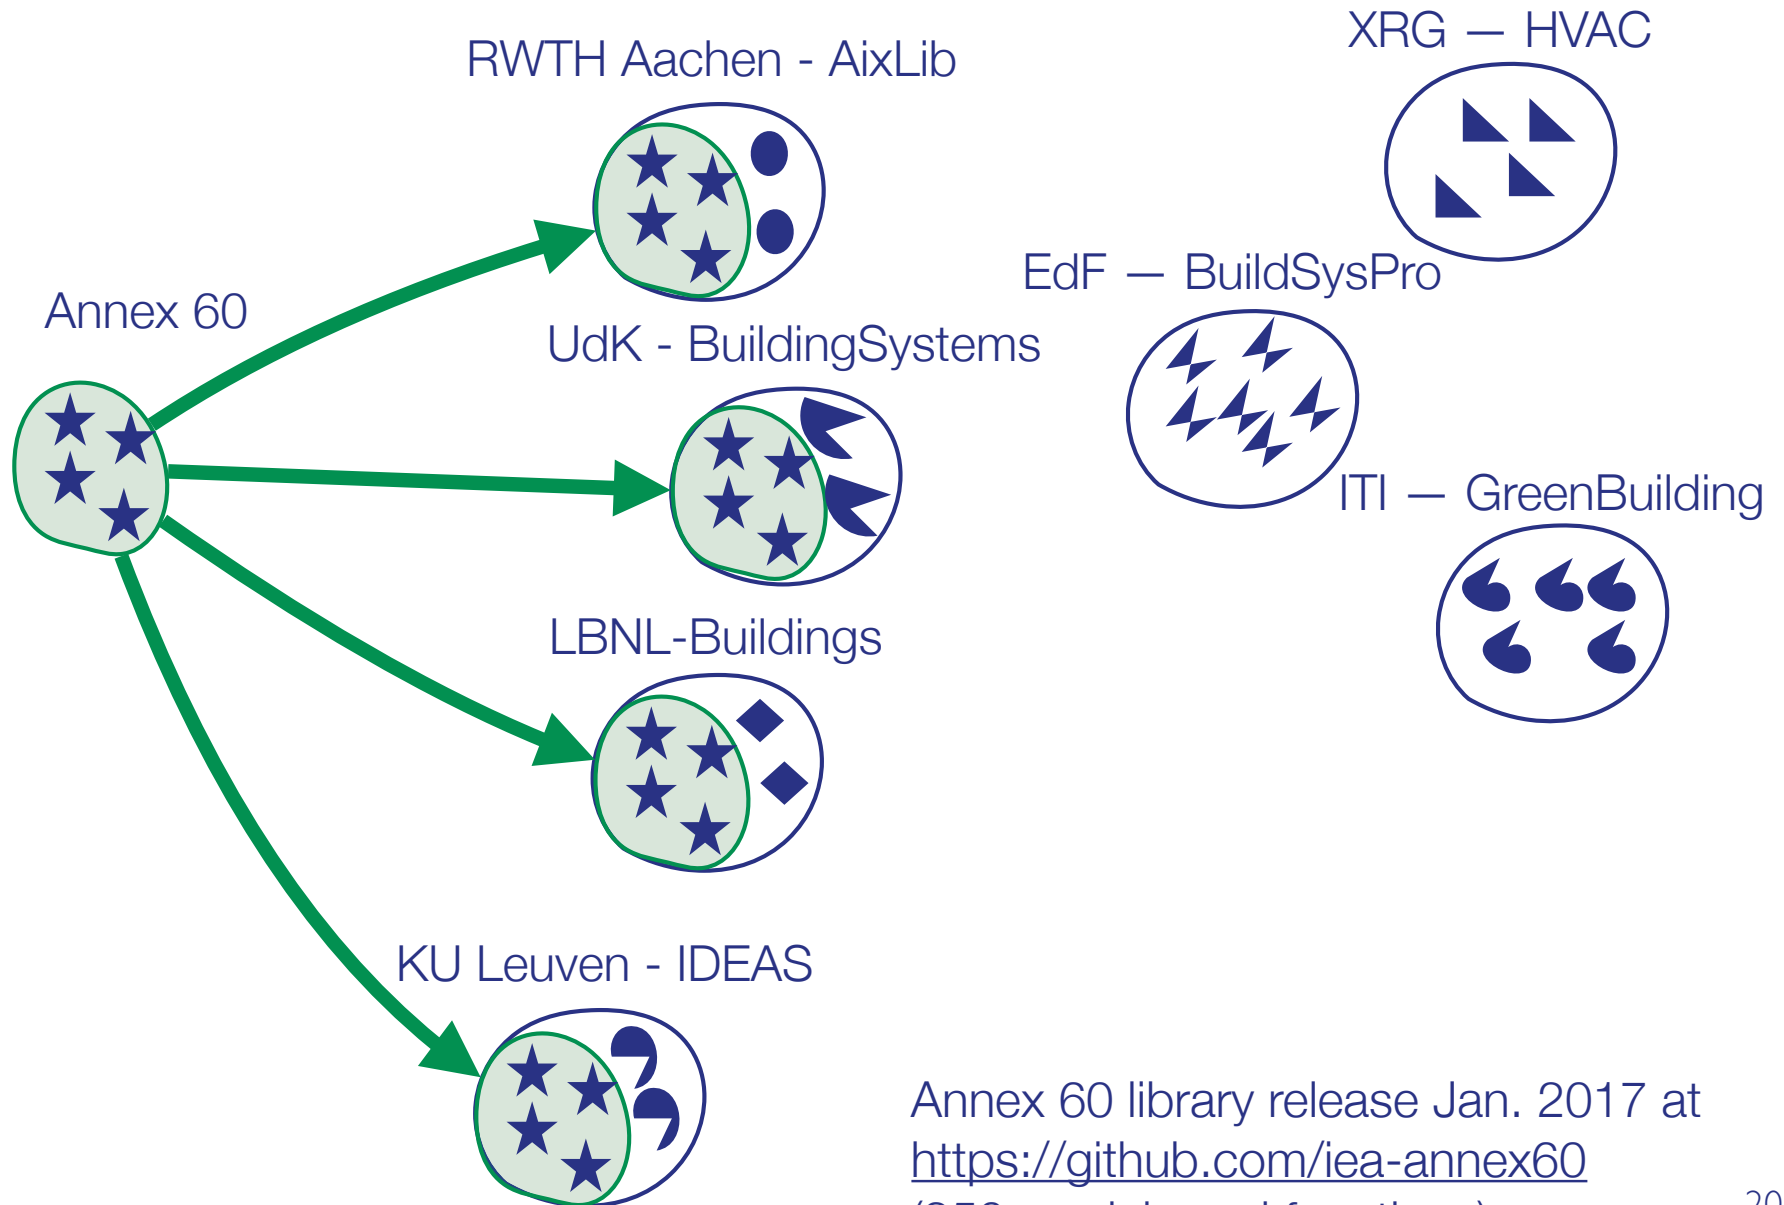 RWTH Aachen - AixLib
XRG — HVAC
EdF — BuildSysPro
Annex 60
UdK - BuildingSystems
ITI — GreenBuilding
LBNL-Buildings
KU Leuven - IDEAS
Annex 60 library release Jan. 2017 at
https://github.com/iea-annex60